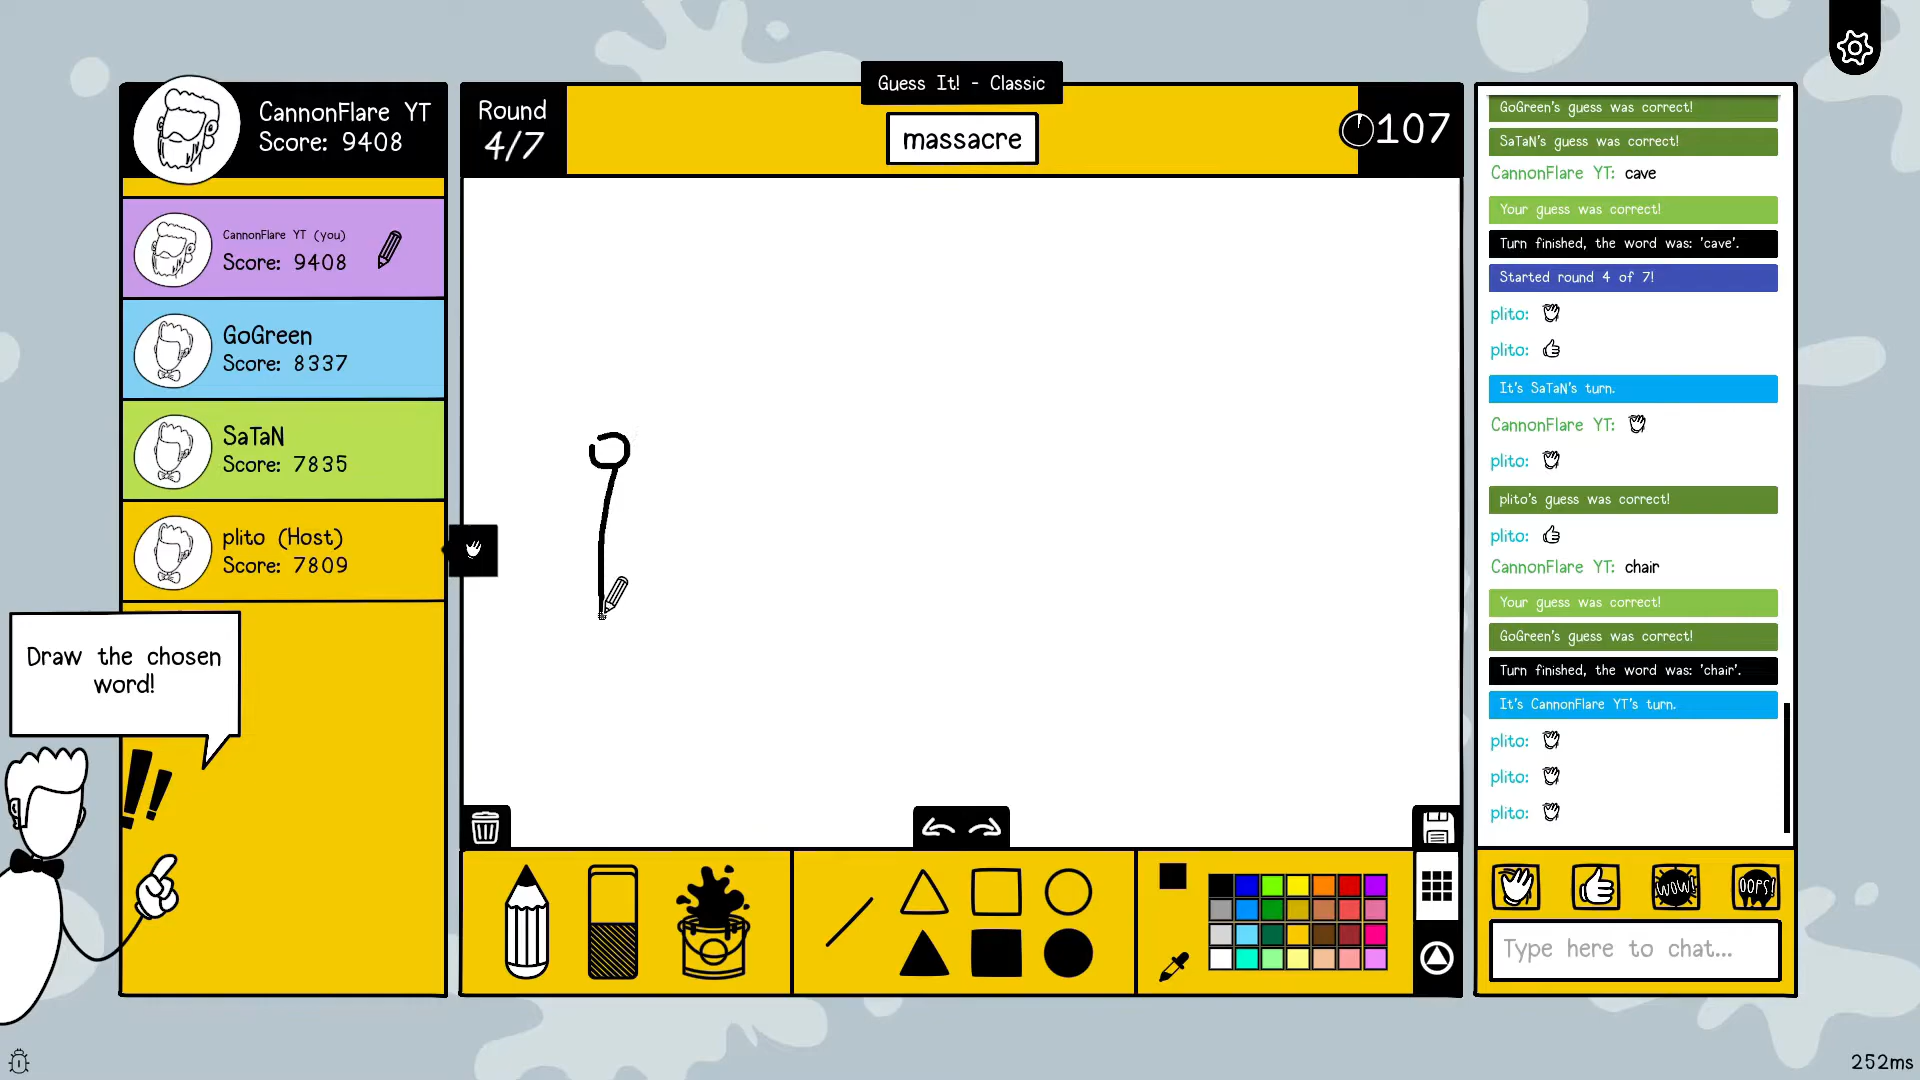 Guess It! - Classic
CannonFlare YT
Score: 9408
Round
4/7
massacre
107
CannonFlare YT (you)
Score: 9408
GoGreen
Score: 8337
SaTaN
Score: 7835
plito (Host)
Score: 7809
Draw the chosen
word!
GoGreen's guess was correct!
SaTaN's guess was correct!
CannonFlare YT: cave
Your guess was correct!
Turn finished, the word was: 'cave'.
Started round 4 of 7!
plito:
plito:
It's SaTaN's turn.
CannonFlare YT:
plito:
plito's guess was correct!
plito:
CannonFlare YT: chair
Your guess was correct!
GoGreen's guess was correct!
Turn finished, the word was: 'chair'.
It's CannonFlare YT's turn.
plito:
plito:
plito:
WOW!
OOPS!
Type here to chat...
252ms